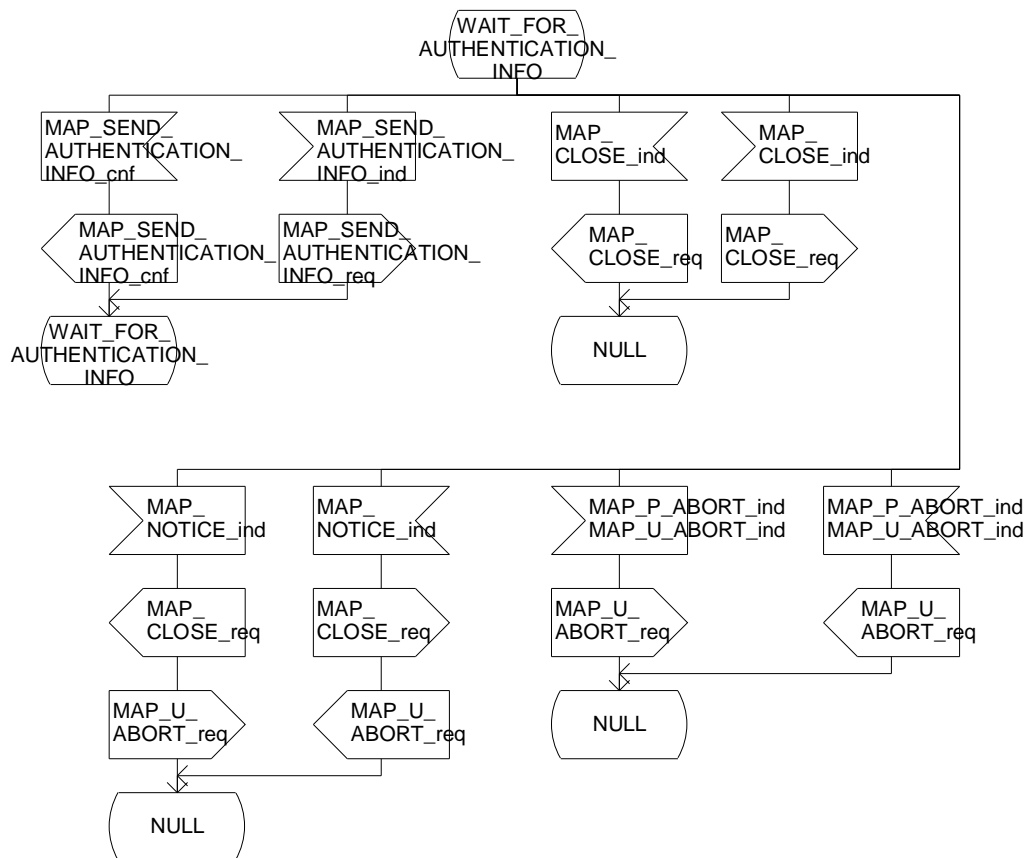 WAIT_FOR_
AUTHENTICATION_
INFO
MAP_SEND_
AUTHENTICATION_
INFO_cnf
MAP_SEND_
AUTHENTICATION_
INFO_ind
MAP_
CLOSE_ind
MAP_
CLOSE_ind
MAP_SEND_
AUTHENTICATION_
INFO_cnf
MAP_SEND_
AUTHENTICATION_
INFO_req
MAP_
CLOSE_req
MAP_
CLOSE_req
WAIT_FOR_
AUTHENTICATION_
INFO
NULL
MAP_
NOTICE_ind
MAP_
NOTICE_ind
MAP_P_ABORT_ind
MAP_U_ABORT_ind
MAP_P_ABORT_ind
MAP_U_ABORT_ind
MAP_
CLOSE_req
MAP_
CLOSE_req
MAP_U_
ABORT_req
MAP_U_
ABORT_req
MAP_U_
ABORT_req
MAP_U_
ABORT_req
NULL
NULL